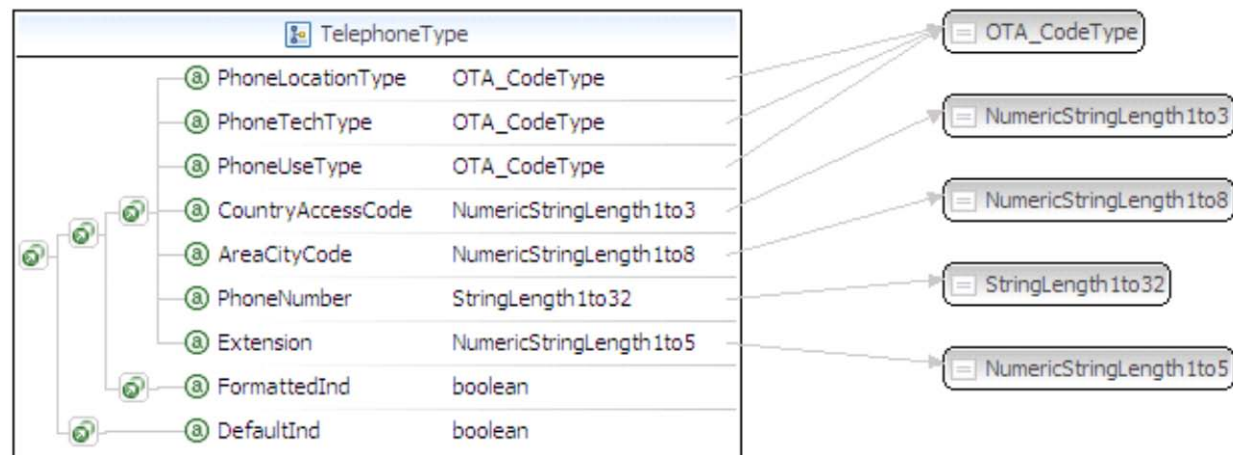 TelephoneType
PhoneLocationType OTA_CodeType
PhoneTechType OTA_CodeType
PhoneUseType OTA_CodeType
CountryAccessCode NumericStringLength1to3
AreaCityCode NumericStringLength1to8
PhoneNumber StringLength1to32
Extension NumericStringLength1to5
FormattedInd boolean
DefaultInd boolean
OTA_CodeType
NumericStringLength1to3
NumericStringLength1to8
StringLength1to32
NumericStringLength1to5